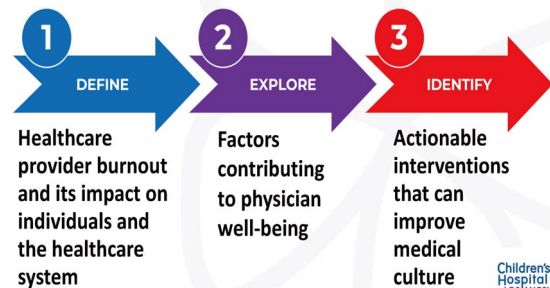 1
DEFINE
Healthcare
provider burnout
and its impact on
individuals and
the healthcare
system
2
EXPLORE
Factors
contributing
to physician
well-being
3
IDENTIFY
Actionable
interventions
that can
improve
medical
culture
Children's
Hospital